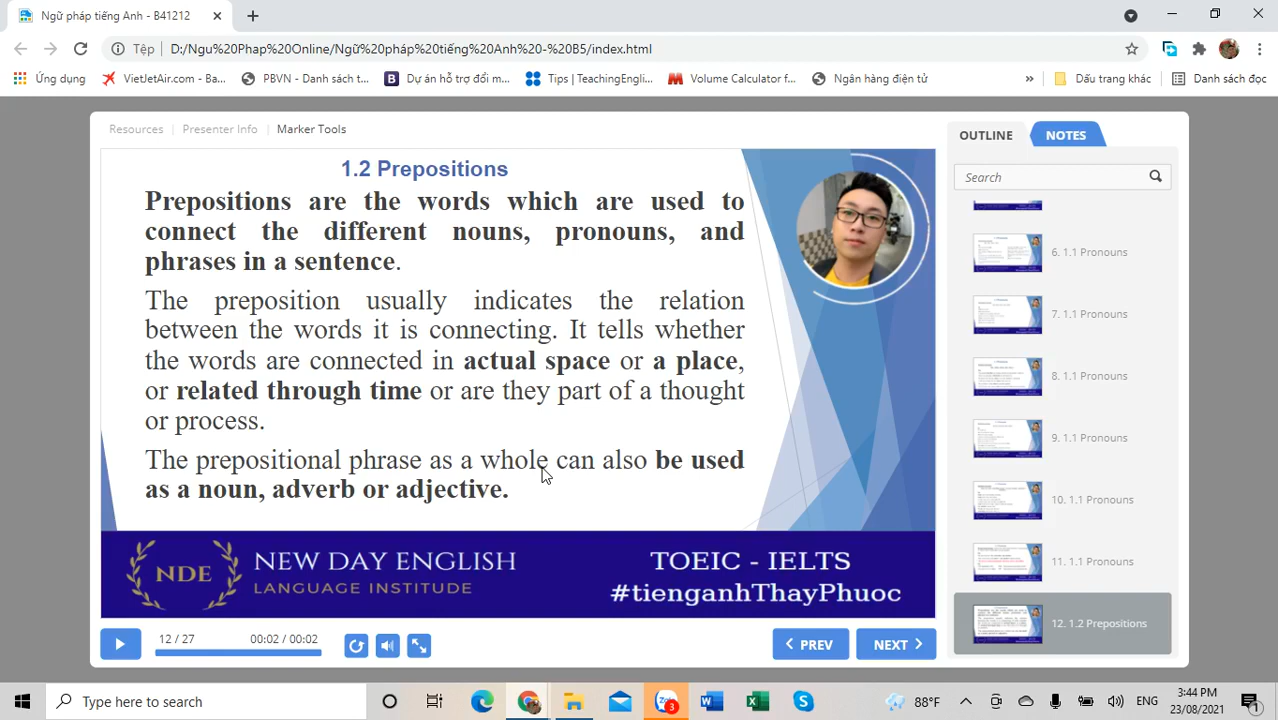 Ngữ pháp tiếng Anh - B41212
Tệp
D:/Ngu%20Phap%20Online/Ngữ%20pháp%20tiếng%20Anh%20-%20B5/index.html
Ứng dụng VietJetAir.com - Ba... PBVN - Danh sách t... Dự án hỗ trợ đổi m... Tips | TeachingEngli... Volume Calculator f... Ngân hàng điện tử » Dấu trang khác Danh sách đọc
Resources | Presenter Info | Marker Tools
OUTLINE NOTES
Search
1.2 Prepositions
Prepositions are the words which are used to
connect the different nouns, pronouns, and
phrases in a sentence.
The preposition usually indicates the relation
between the words it is connecting. It tells whether
the words are connected in actual space or a place,
or related though time or are they part of a thought
or process.
The prepositional phrase as a whole can also be used
as a noun, adverb or adjective.
NDE
NEW DAY ENGLISH
LANGUAGE INSTITUDE
TOEIC - IELTS
#tienganhThayPhuoc
6. 1.1 Pronouns
7. 1.1 Pronouns
8. 1.1 Pronouns
9. 1.1 Pronouns
10. 1.1 Pronouns
11. 1.1 Pronouns
12. 1.2 Prepositions
12 / 27
00:02 / 00:02
PREV
NEXT
Type here to search
88°F
ENG
3:44 PM
23/08/2021